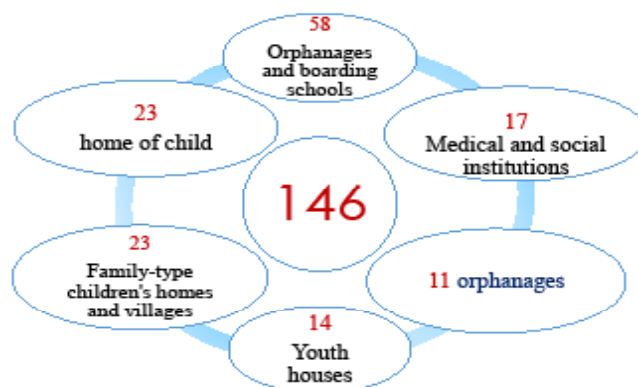 58
Orphanages
and boarding
schools
17
Medical and social
institutions
11 orphanages
14
Youth
houses
23
Family-type
children's homes
and villages
23
home of child
146